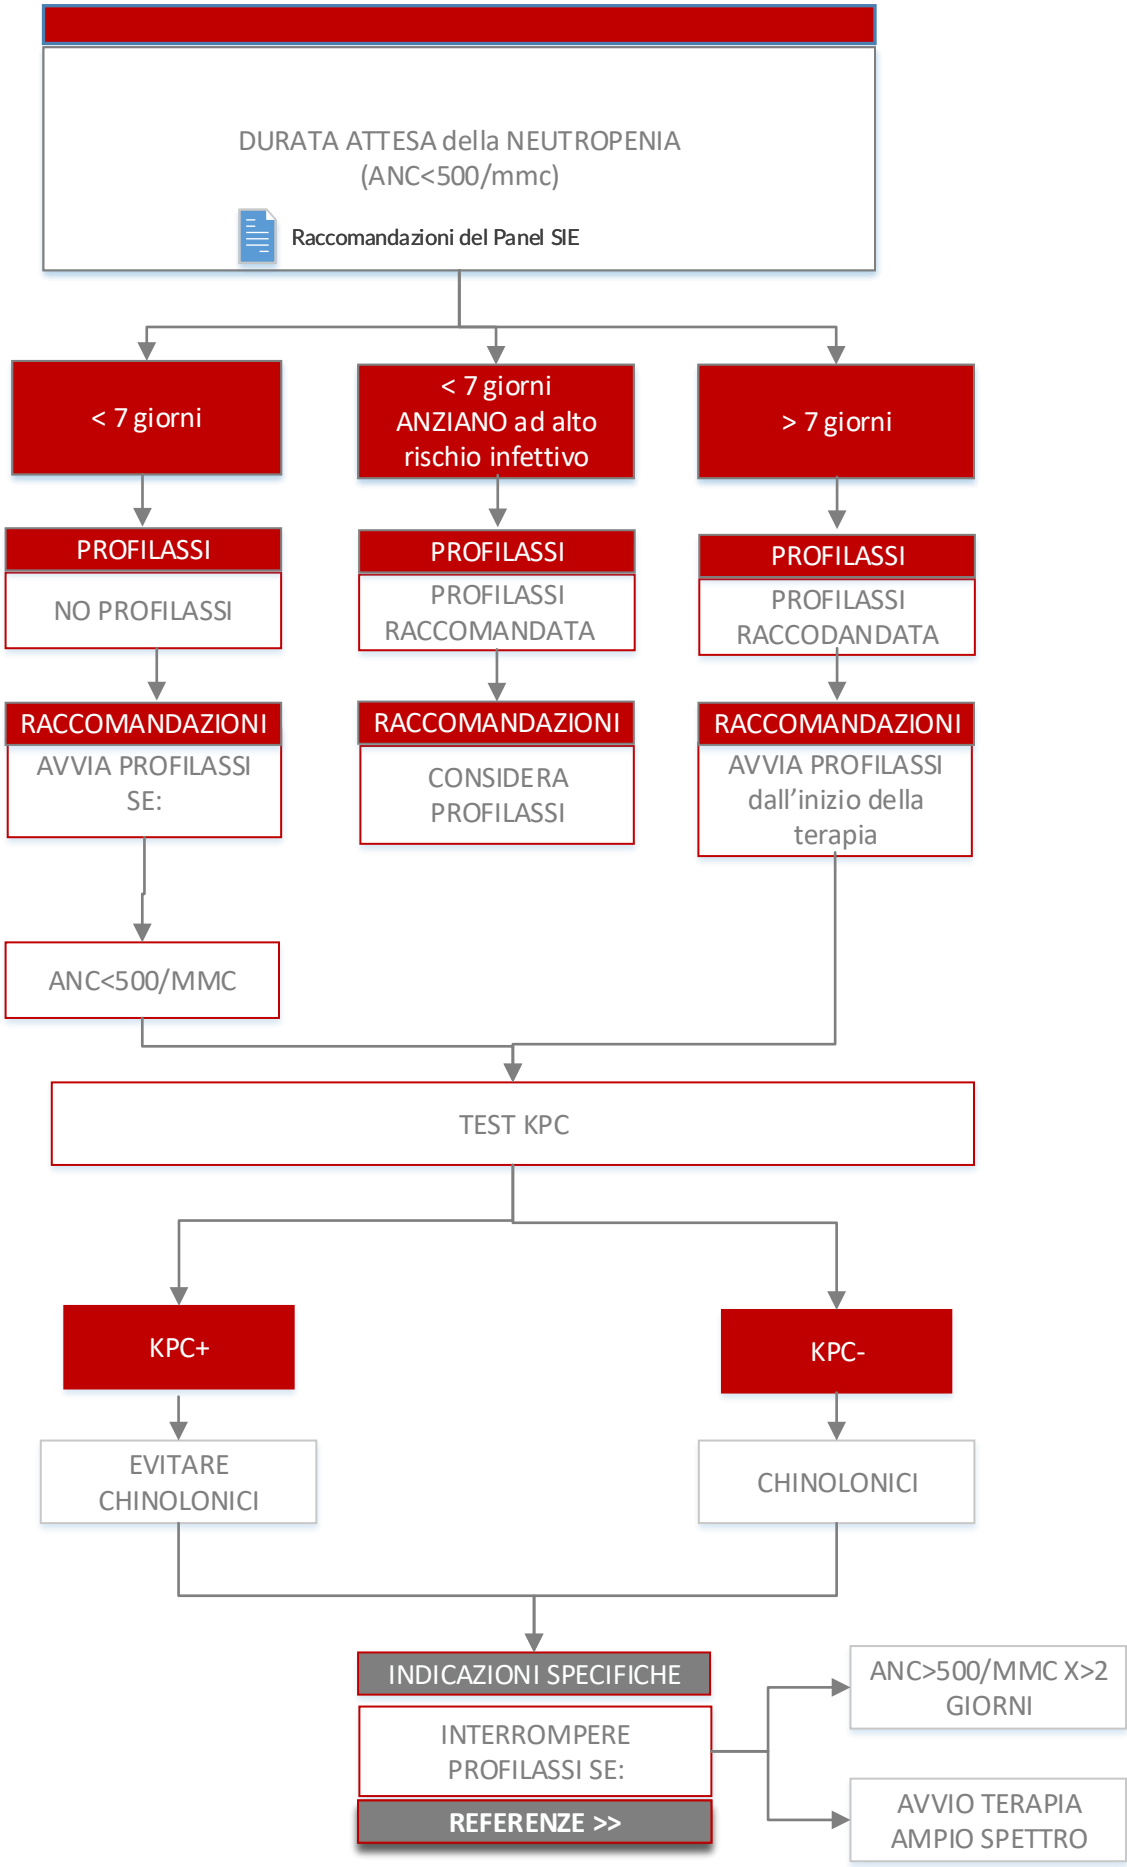 DURATA ATTESA della NEUTROPENIA
(ANC<500/mmc)
Raccomandazioni del Panel SIE
< 7 giorni
< 7 giorni
ANZIANO ad alto
rischio infettivo
> 7 giorni
PROFILASSI
NO PROFILASSI
PROFILASSI
PROFILASSI
RACCOMANDATA
PROFILASSI
PROFILASSI
RACCODANDATA
RACCOMANDAZIONI
AVVIA PROFILASSI
SE:
RACCOMANDAZIONI
CONSIDERA
PROFILASSI
RACCOMANDAZIONI
AVVIA PROFILASSI
dall'inizio della
terapia
ANC<500/MMC
TEST KPC
KPC+
KPC-
EVITARE
CHINOLONICI
CHINOLONICI
INDICAZIONI SPECIFICHE
INTERROMPERE
PROFILASSI SE:
REFERENZE >>
ANC>500/MMC X>2
GIORNI
AVVIO TERAPIA
AMPIO SPETTRO